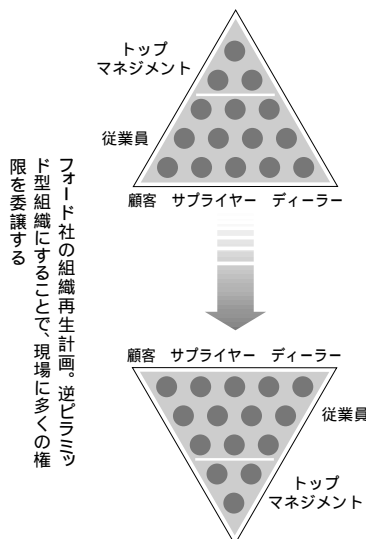 トップ
マネジメント
従業員
顧客 サプライヤー ディーラー
顧客 サプライヤー ディーラー
従業員
トップ
マネジメント
フォード社の組織再生計画。逆ピラミッ
ド型組織にすることで、現場に多くの権
限を委譲する